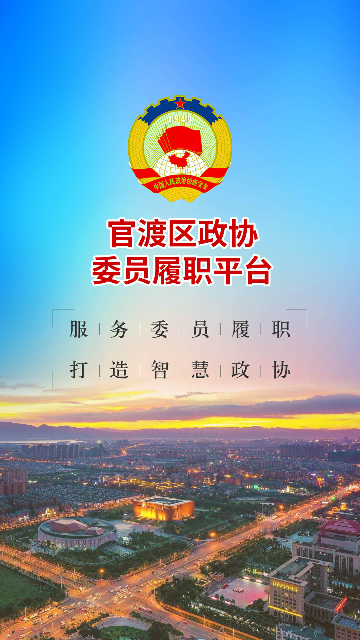 中国人民政治协商会议
官渡区政协
委员履职平台
服务委员履职
打造智慧政协